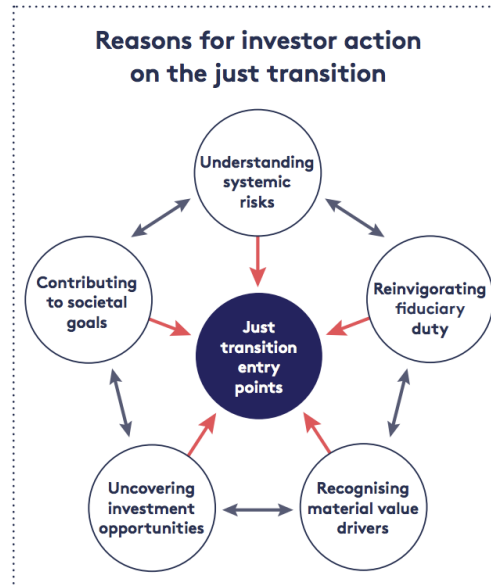 Reasons for investor action
on the just transition
Understanding
systemic
risks
Contributing
to societal
goals
Reinvigorating
fiduciary
duty
Just
transition
entry
points
Uncovering
investment
opportunities
Recognising
material value
drivers